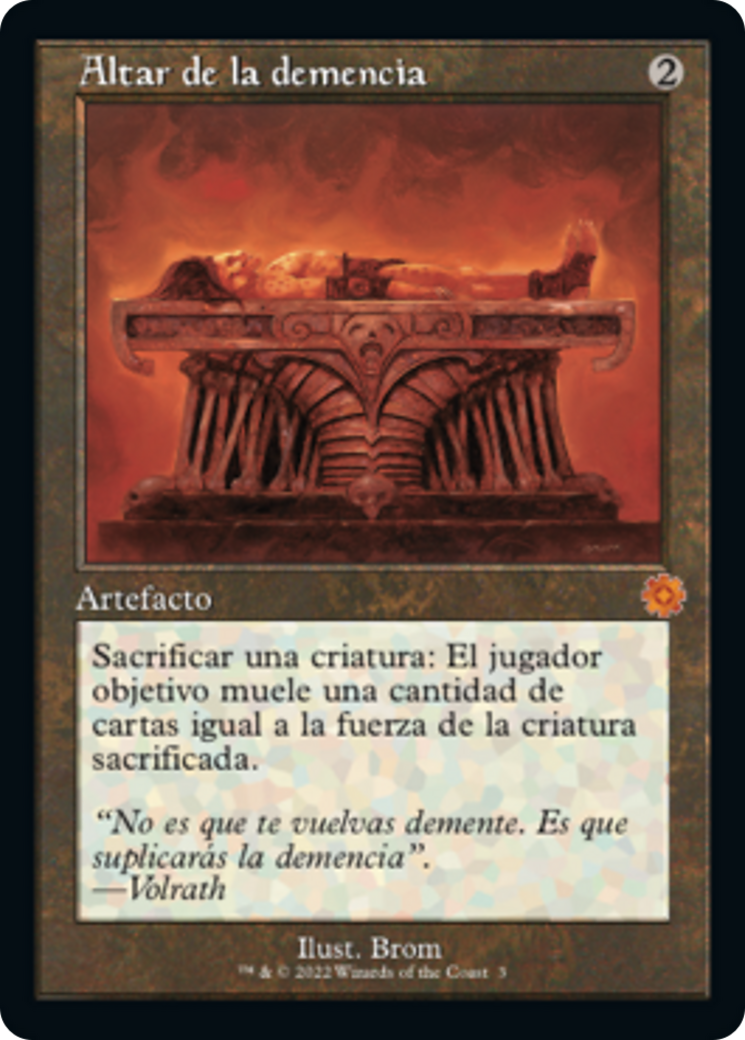 Altar de la demencia 2
Artefacto
Sacrificar una criatura: El jugador
objetivo muele una cantidad de
cartas igual a la fuerza de la criatura
sacrificada.
“No es que te vuelvas demente. Es que
suplicarás la demencia”.
—Volrath
Ilust. Brom
™ & © 2022 Wizards of the Coast 3